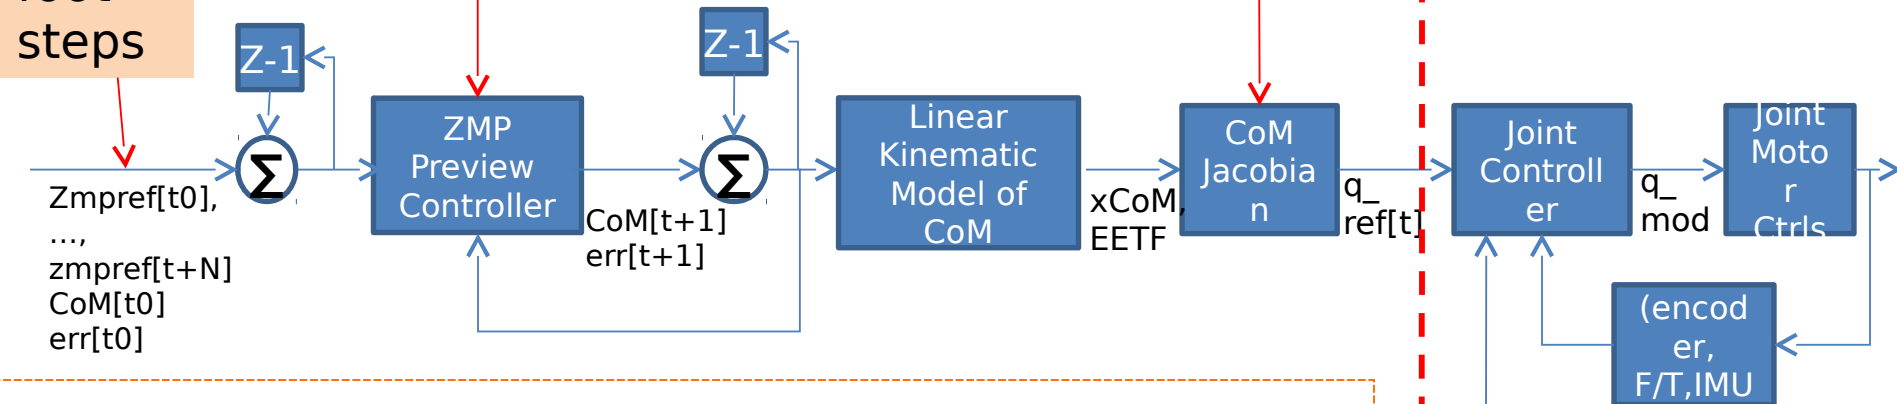 steps
Z-1
Σ
Zmpref[t0],
...,
zmpref[t+N]
CoM[t0]
err[t0]
ZMP
Preview
Controller
CoM[t+1]
err[t+1]
Z-1
Σ
Linear
Kinematic
Model of
CoM
xCoM,
EETF
CoM
Jacobia
n
q_
ref[t]
Joint
Controll
er
q_
mod
Joint
Moto
r
Ctrls
(encod
er,
F/T,IMU